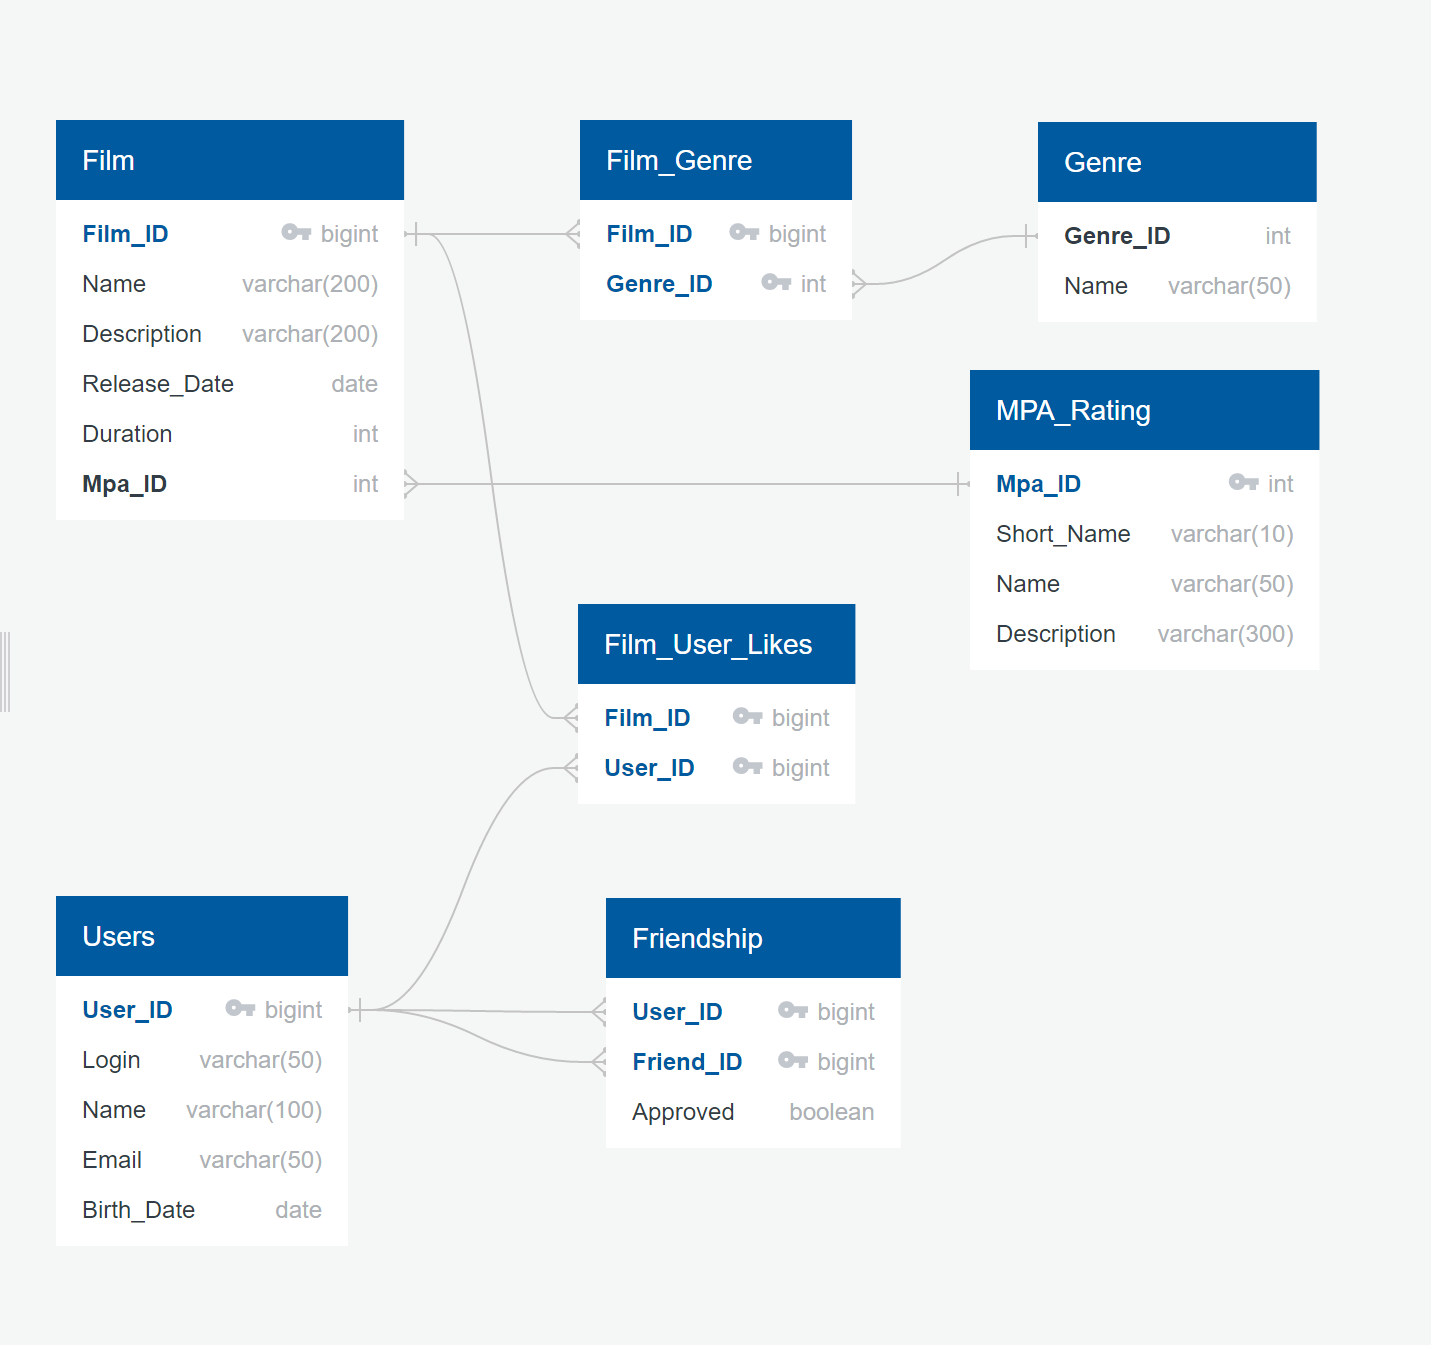 Film
Film_ID bigint
Name varchar(200)
Description varchar(200)
Release_Date date
Duration int
Mpa_ID int
Film_Genre
Film_ID bigint
Genre_ID int
Genre
Genre_ID int
Name varchar(50)
MPA_Rating
Mpa_ID int
Short_Name varchar(10)
Name varchar(50)
Description varchar(300)
Film_User_Likes
Film_ID bigint
User_ID bigint
Users
User_ID bigint
Login varchar(50)
Name varchar(100)
Email varchar(50)
Birth_Date date
Friendship
User_ID bigint
Friend_ID bigint
Approved boolean